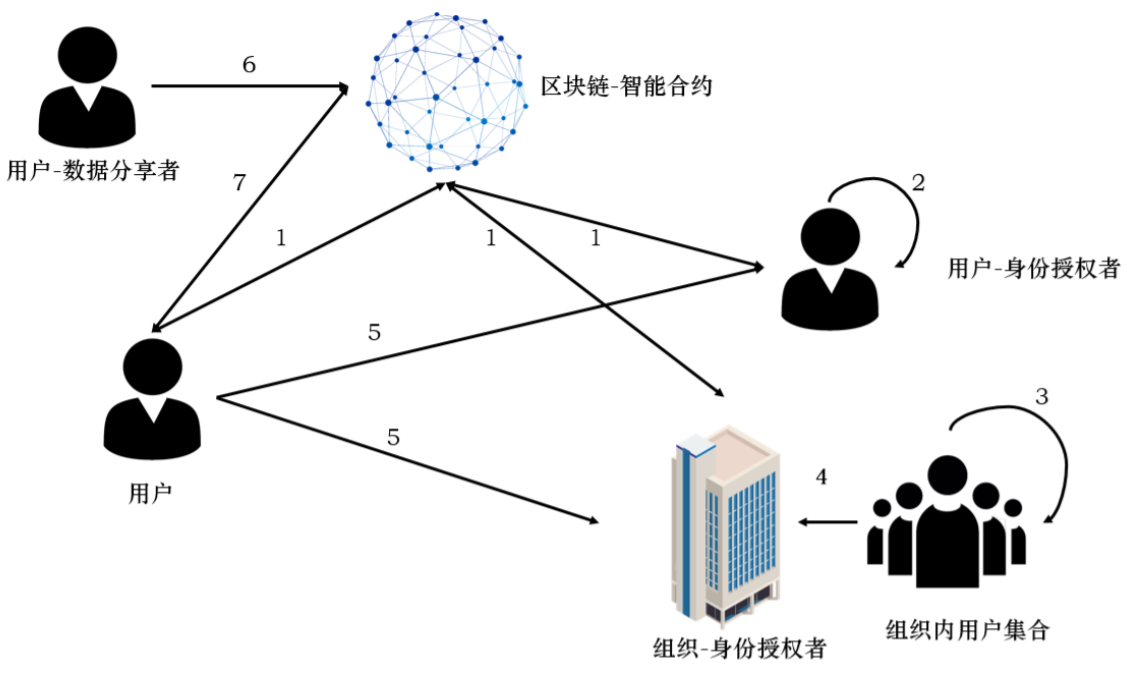 6
区块链-智能合约
用户-数据分享者
7
1
1
1
2
用户-身份授权者
5
5
用户
3
4
组织-身份授权者
组织内用户集合